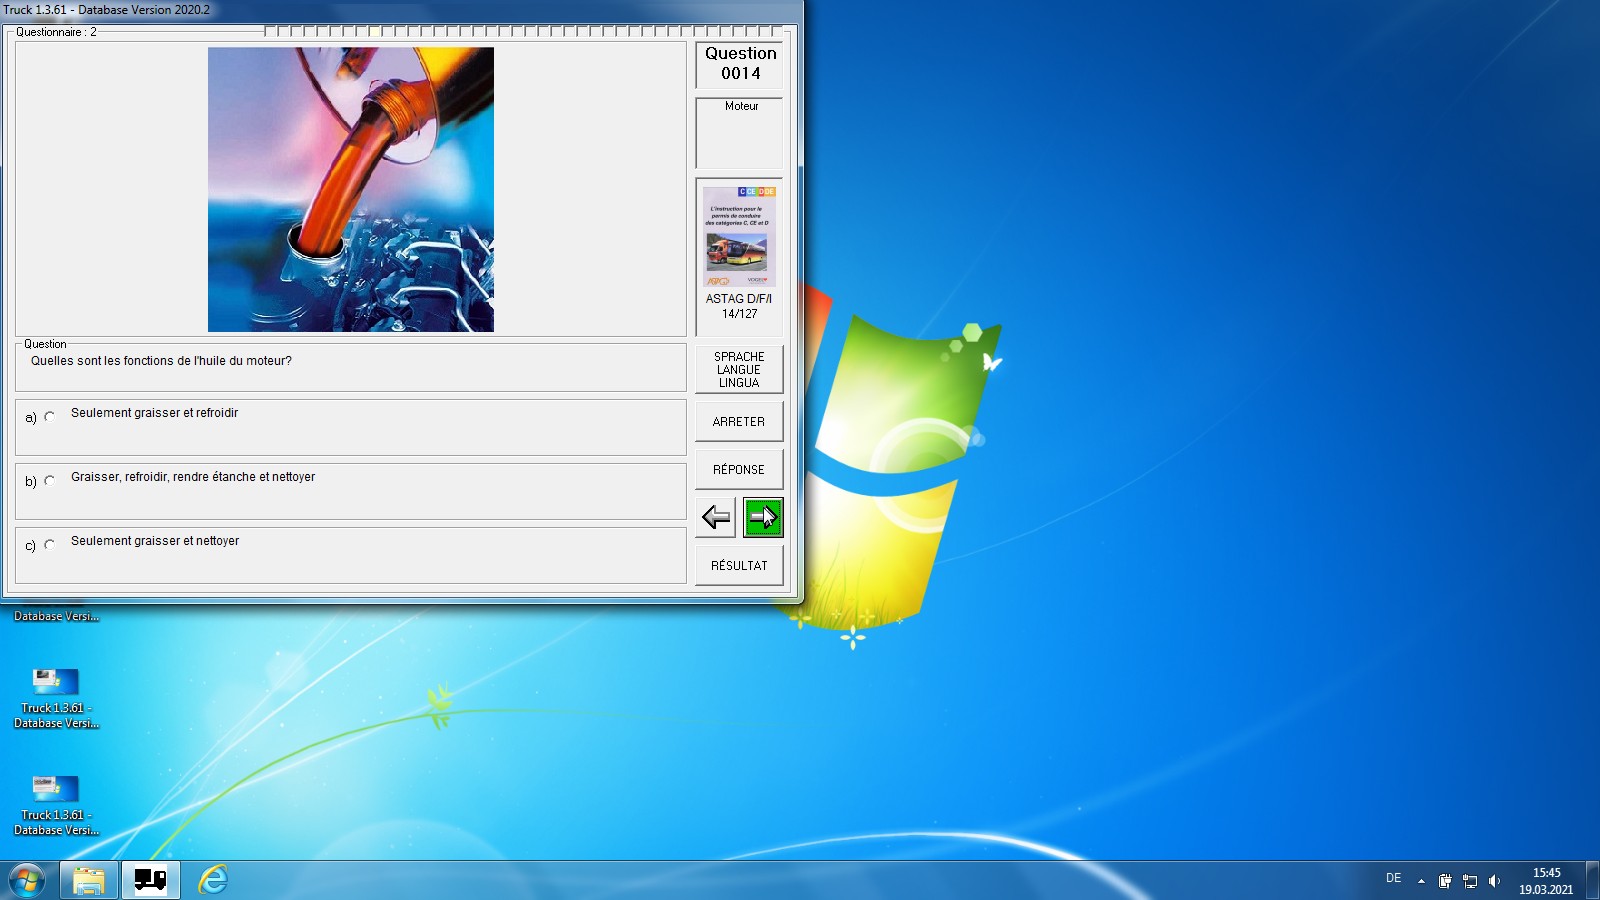 Truck 1.3.61 - Database Version 2020.2
Questionnaire : 2
Question
0014
Moteur
C CE D DE
L'instruction pour le
permis de conduire
des catégories C, CE et D
ASTAG D/F/I
14/127
Question
Quelles sont les fonctions de l'huile du moteur?
SPRACHE
LANGUE
LINGUA
a) Seulement graisser et refroidir
ARRETER
b) Graisser, refroidir, rendre étanche et nettoyer
RÉPONSE
c) Seulement graisser et nettoyer
RÉSULTAT
Database Versi...
Truck 1.3.61 -
Database Versi...
Truck 1.3.61 -
Database Versi...
DE
15:45
19.03.2021